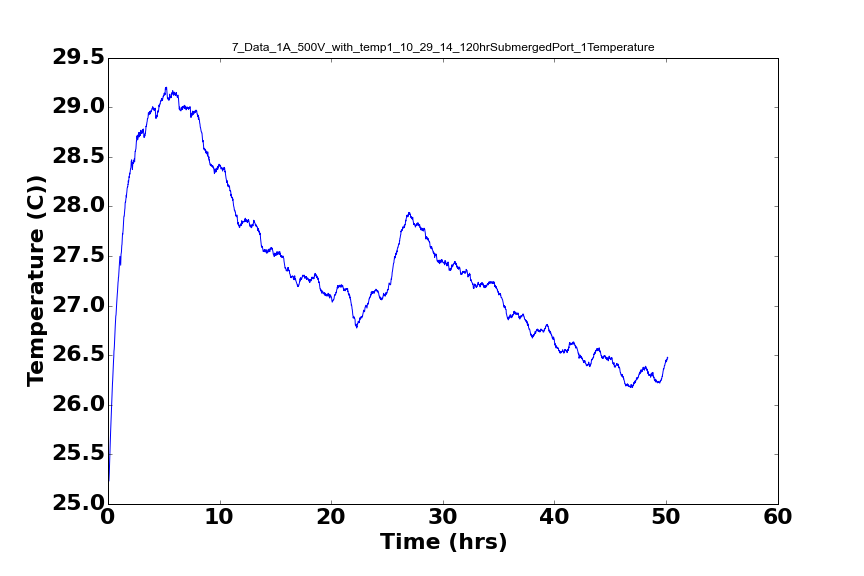 7_Data_1A_500V_with_temp1_10_29_14_120hrSubmergedPort_1Temperature
29.5
29.0
28.5
28.0
27.5
27.0
26.5
26.0
25.5
25.0
Temperature (C))
0 10 20 30 40 50 60
Time (hrs)